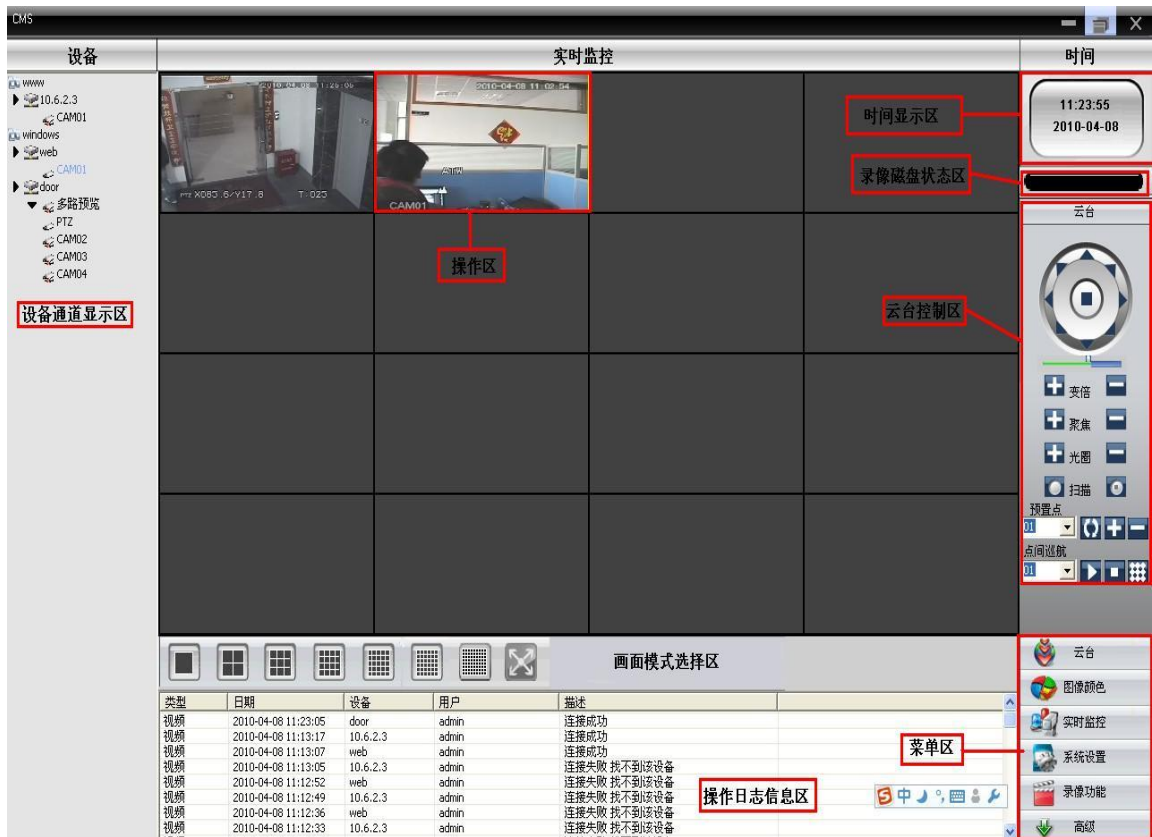 CMS
设备
实时监控
时间
www
10.6.2.3
CAM01
windows
web
CAM01
door
多路预览
PTZ
CAM02
CAM03
CAM04
设备通道显示区
2010-04-08 11:26:06
PTZ X085.6/Y17.8 T:023
2010-04-08 11:02:54
CAM01
操作区
时间显示区
录像磁盘状态区
云台控制区
11:23:55
2010-04-08
云台
变倍
聚焦
光圈
扫描
预置点
01
点间巡航
01
画面模式选择区
类型 日期 设备 用户 描述
视频 2010-04-08 11:23:05 door admin 连接成功
视频 2010-04-08 11:13:17 10.6.2.3 admin 连接成功
视频 2010-04-08 11:13:07 web admin 连接成功
视频 2010-04-08 11:13:05 10.6.2.3 admin 连接失败 找不到该设备
视频 2010-04-08 11:12:52 web admin 连接失败 找不到该设备
视频 2010-04-08 11:12:49 10.6.2.3 admin 连接失败 找不到该设备
视频 2010-04-08 11:12:36 web admin 连接失败 找不到该设备
视频 2010-04-08 11:12:33 10.6.2.3 admin 连接失败 找不到该设备
操作日志信息区
中
菜单区
云台
图像颜色
实时监控
系统设置
录像功能
高级